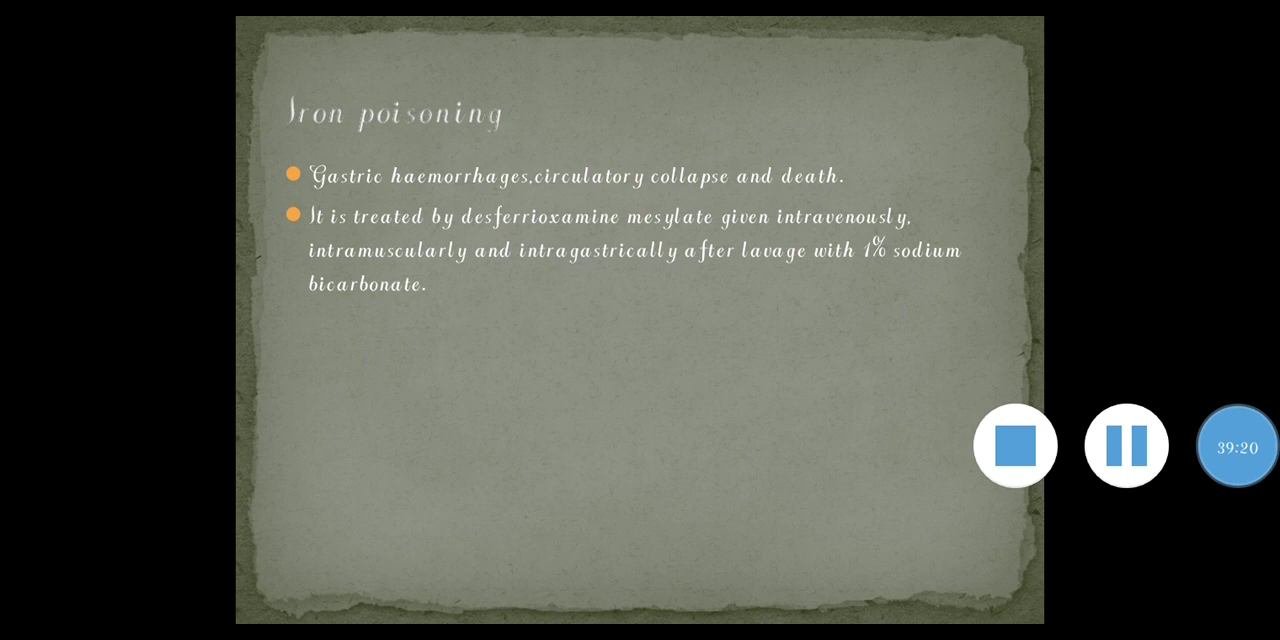 Iron poisoning
Gastric haemorrhages,circulatory collapse and death.
It is treated by desferrioxamine mesylate given intravenously,
intramuscularly and intragastrically after lavage with 1% sodium
bicarbonate.
39:20